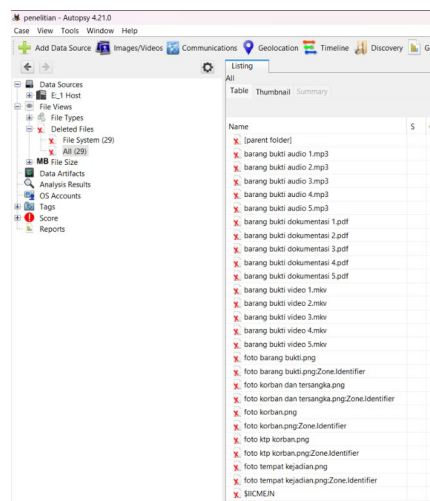 penelitian - Autopsy 4.21.0
Case View Tools Window Help
Add Data Source Images/Videos Communications Geolocation Timeline Discovery G
Listing
All
Table Thumbnail Summary
Data Sources
E_1 Host
File Views
File Types
Deleted Files
File System (29)
All (29)
MB File Size
Data Artifacts
Analysis Results
OS Accounts
Tags
Score
Reports
Name S
[parent folder]
barang bukti audio 1.mp3
barang bukti audio 2.mp3
barang bukti audio 3.mp3
barang bukti audio 4.mp3
barang bukti audio 5.mp3
barang bukti dokumentasi 1.pdf
barang bukti dokumentasi 2.pdf
barang bukti dokumentasi 3.pdf
barang bukti dokumentasi 4.pdf
barang bukti dokumentasi 5.pdf
barang bukti video 1.mkv
barang bukti video 2.mkv
barang bukti video 3.mkv
barang bukti video 4.mkv
barang bukti video 5.mkv
foto barang bukti.png
foto barang bukti.png:Zone.Identifier
foto korban dan tersangka.png
foto korban dan tersangka.png:Zone.Identifier
foto korban.png
foto korban.png:Zone.Identifier
foto ktp korban.png
foto ktp korban.png:Zone.Identifier
foto tempat kejadian.png
foto tempat kejadian.png:Zone.Identifier